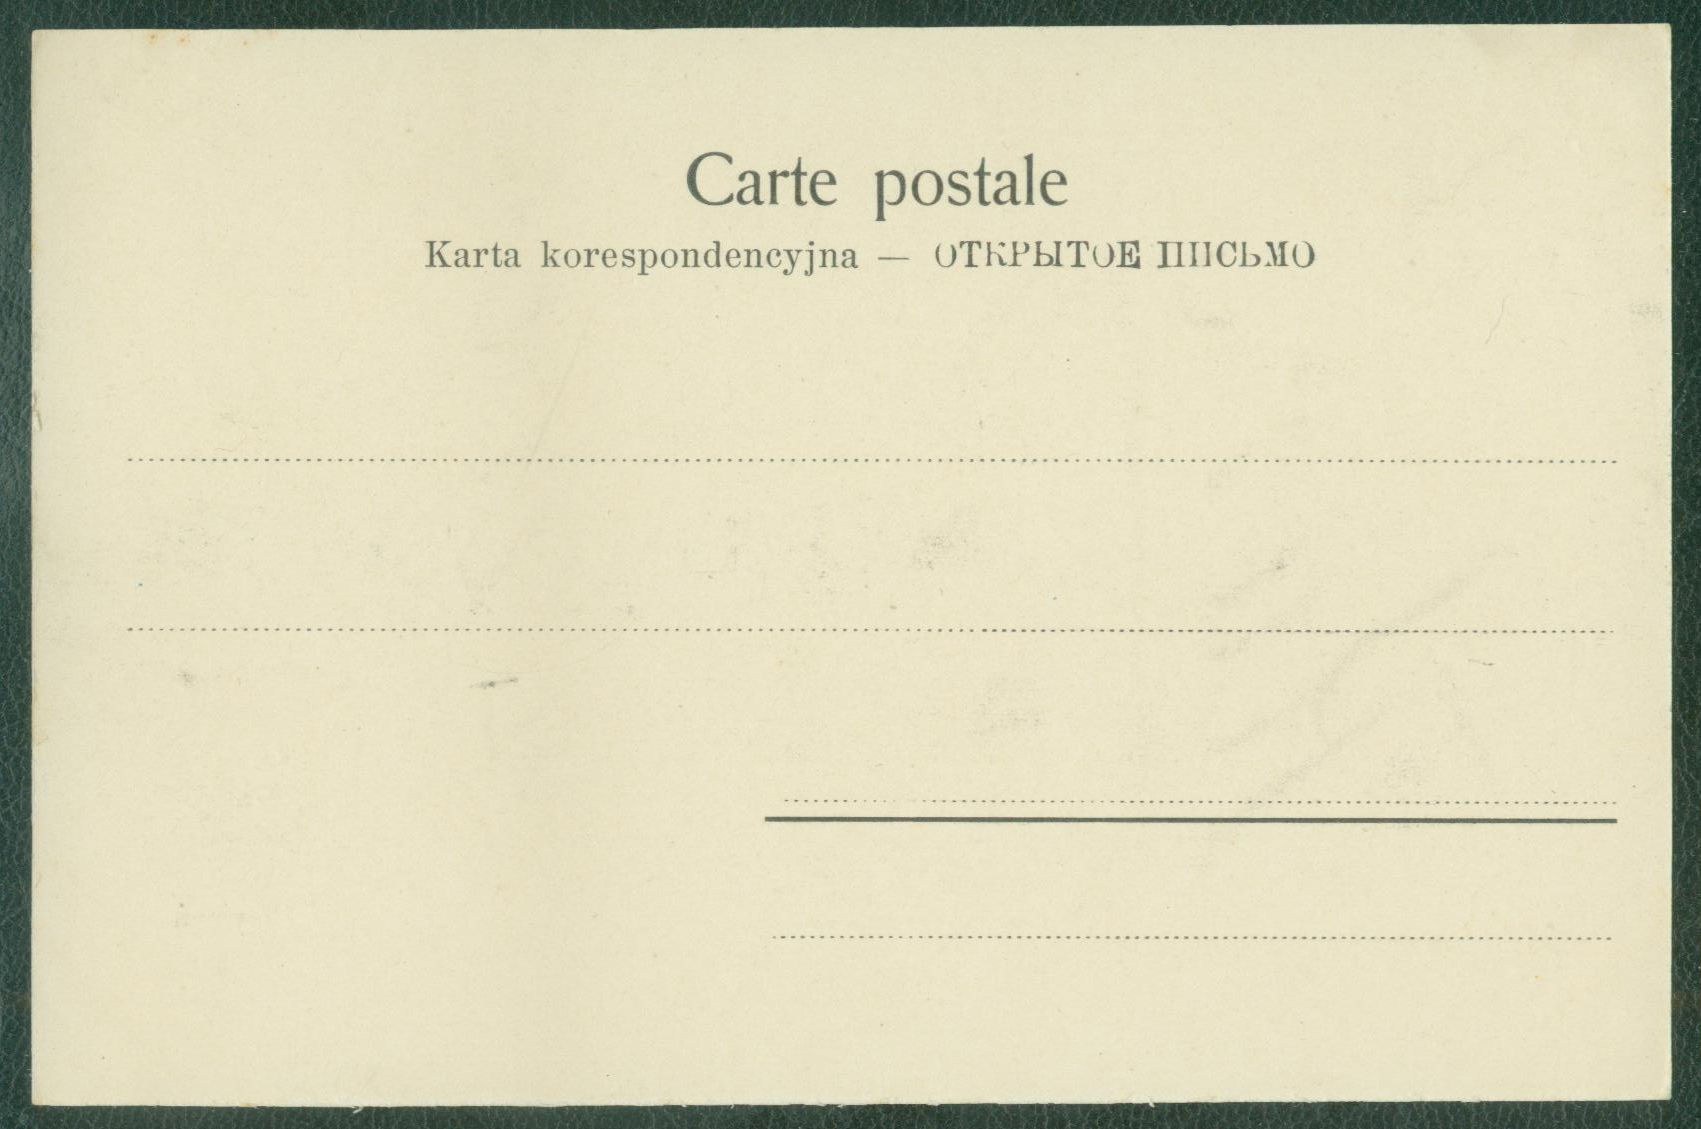 Carte postale
Karta korespondencyjna — ОТКРЫТОЕ ПИСЬМО